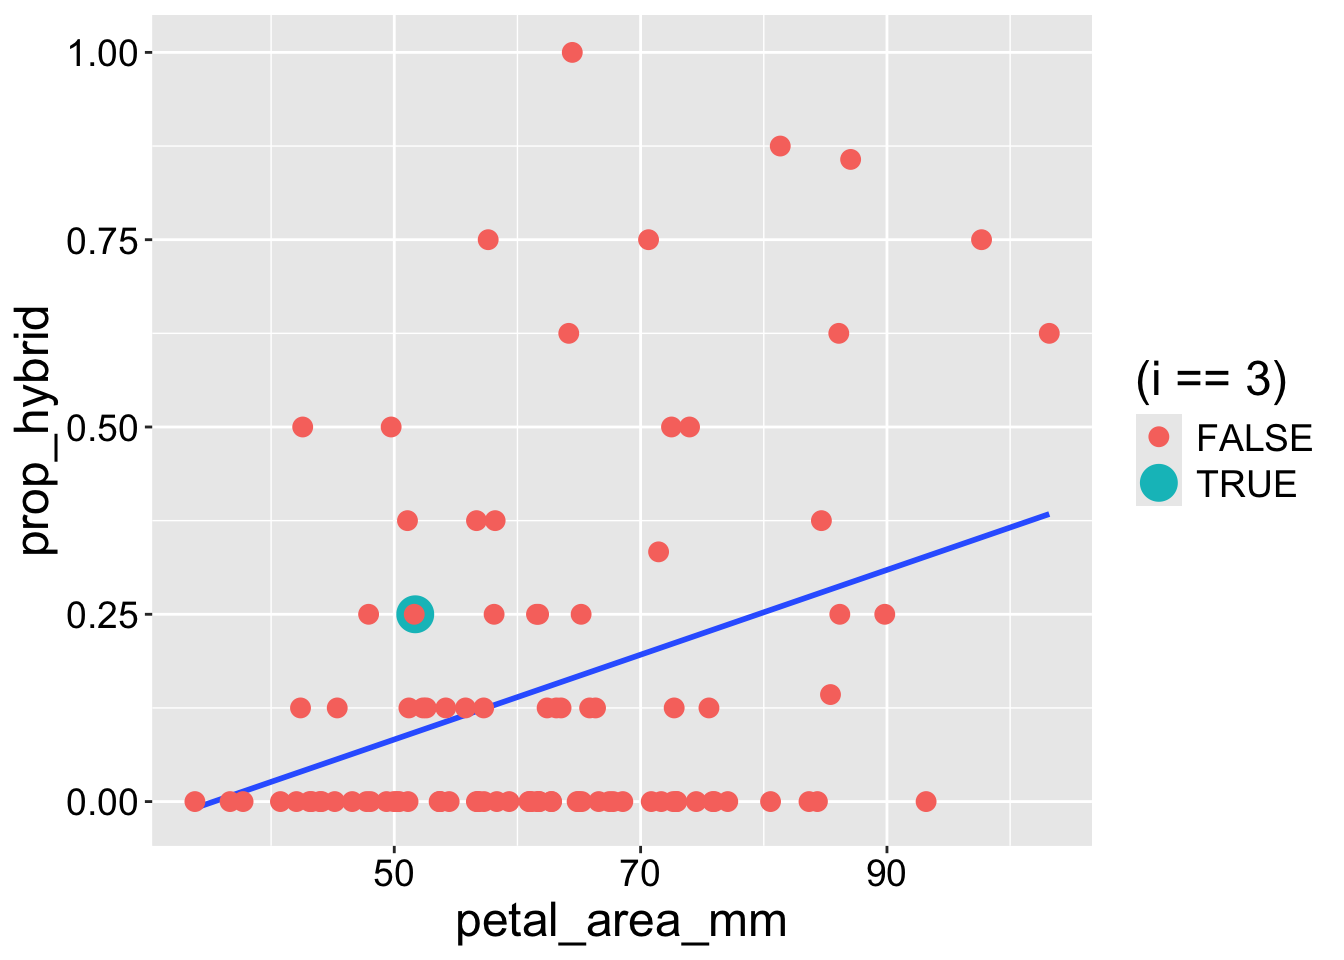 1.00
0.75
0.50
0.25
0.00
prop_hybrid
50 70 90
petal_area_mm
(i == 3)
FALSE
TRUE